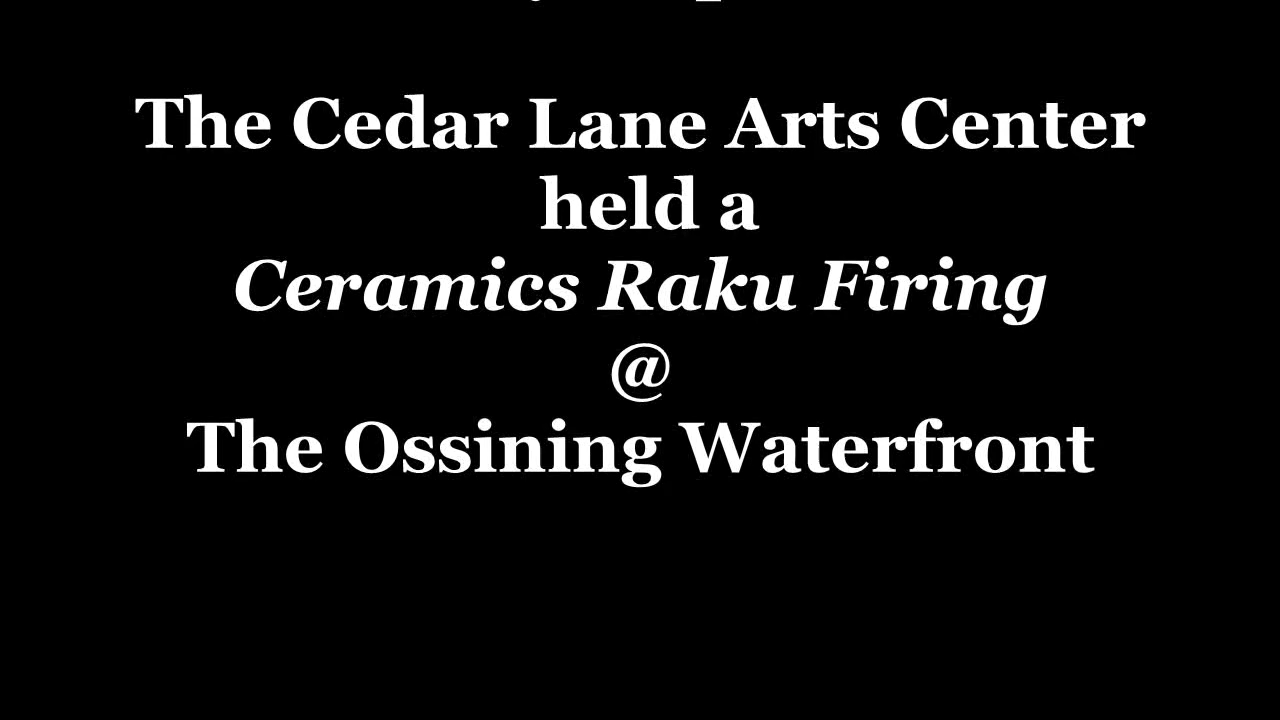 The Cedar Lane Arts Center
held a
Ceramics Raku Firing
@
The Ossining Waterfront